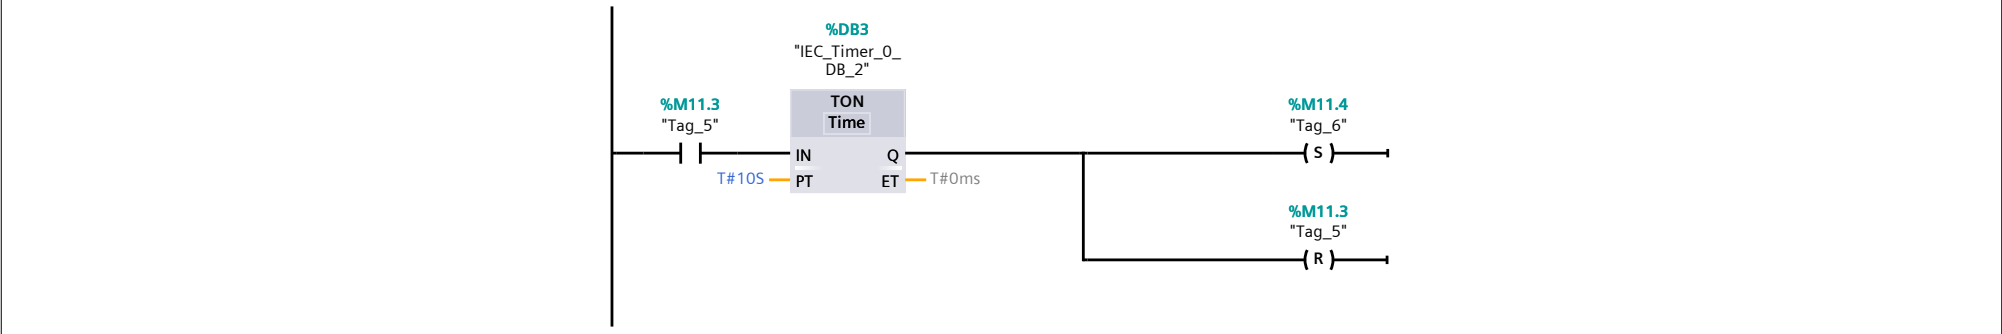 %DB3
"IEC_Timer_0_
DB_2"
%M11.3
"Tag_5"
TON
Time
%M11.4
"Tag_6"
IN
Q
( S )
T#10S
PT
ET
T#0ms
%M11.3
"Tag_5"
( R )